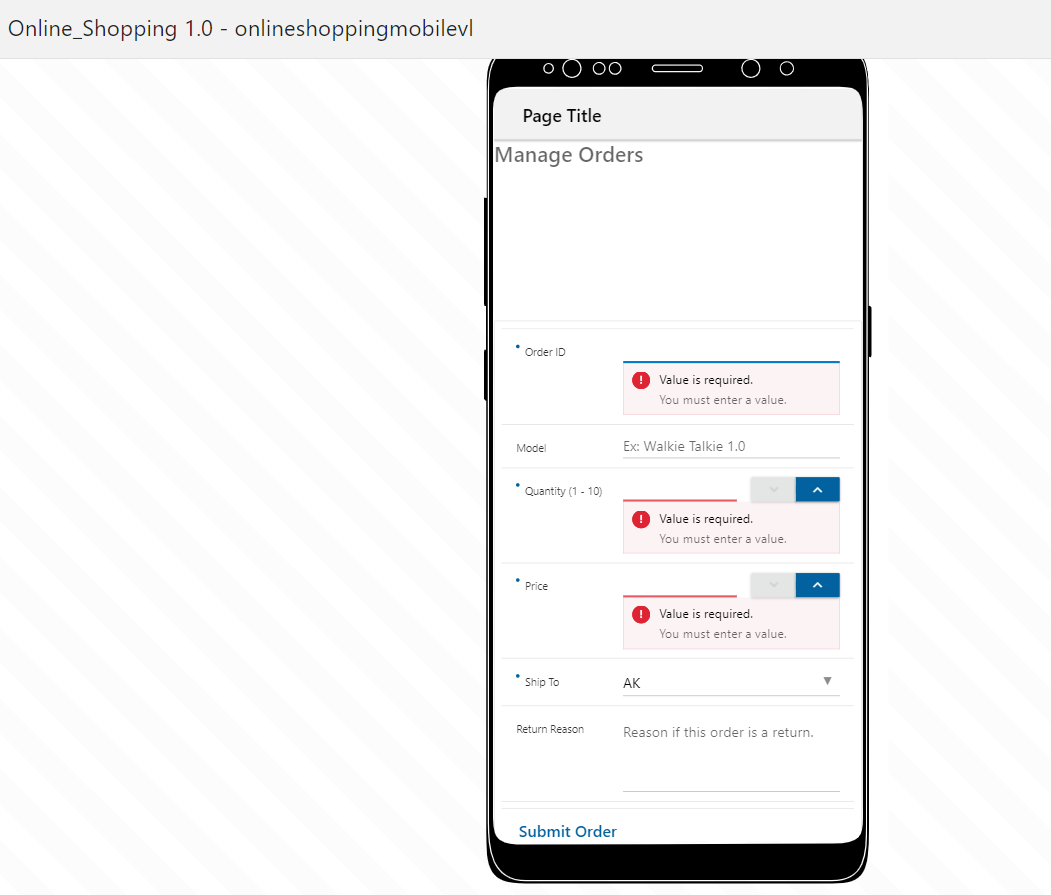 Online_Shopping 1.0 - onlineshoppingmobilevl
Page Title
Manage Orders
Order ID
Value is required.
You must enter a value.
Model
Ex: Walkie Talkie 1.0
Quantity (1 - 10)
Value is required.
You must enter a value.
Price
Value is required.
You must enter a value.
Ship To
AK
Return Reason
Reason if this order is a return.
Submit Order